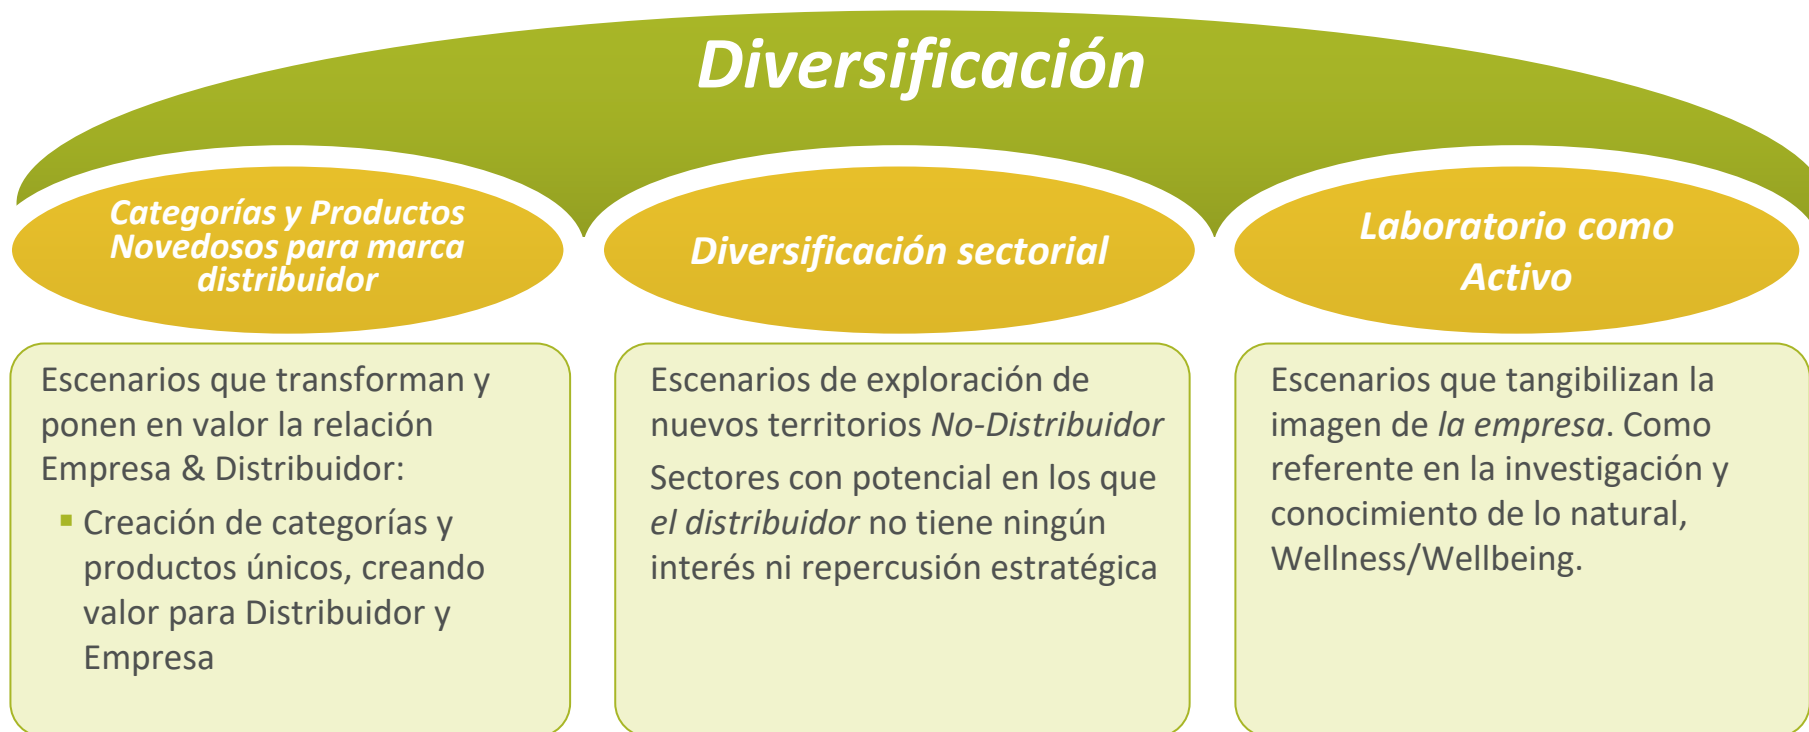 Diversificación
Categorías y Productos
Novedosos para marca
distribuidor
Diversificación sectorial
Laboratorio como
Activo
Escenarios que transforman y
ponen en valor la relación
Empresa & Distribuidor:
▪ Creación de categorías y
productos únicos, creando
valor para Distribuidor y
Empresa
Escenarios de exploración de
nuevos territorios No-Distribuidor
Sectores con potencial en los que
el distribuidor no tiene ningún
interés ni repercusión estratégica
Escenarios que tangibilizan la
imagen de la empresa. Como
referente en la investigación y
conocimiento de lo natural,
Wellness/Wellbeing.